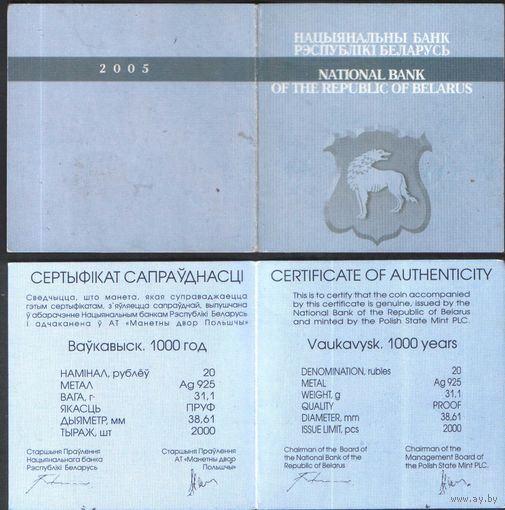 2005
НАЦЫЯНАЛЬНЫ БАНК
РЭСПУБЛІКІ БЕЛАРУСЬ
NATIONAL BANK
OF THE REPUBLIC OF BELARUS
СЕРТЫФІКАТ САПРАЎДНАСЦІ
Сведчыцца, што манета, якая суправаджаецца
гэтым сертыфікатам, з'яўляецца сапраўднай, выпушчана
ў абарачэнне Нацыянальным банкам Рэспублікі Беларусь
і адчаканена ў АТ «Манетны двор Польшчы»
Ваўкавыск. 1000 год
НАМІНАЛ, рублёў 20
МЕТАЛ Ag 925
ВАГА, г 31,1
ЯКАСЦЬ ПРУФ
ДЫЯМЕТР, мм 38,61
ТЫРАЖ, шт 2000
Старшыня Праўлення
Нацыянальнага банка
Рэспублікі Беларусь
Старшыня Праўлення
АТ «Манетны двор
Польшчы»
CERTIFICATE OF AUTHENTICITY
This is to certify that the coin accompanied
by this certificate is genuine, issued by the
National Bank of the Republic of Belarus
and minted by the Polish State Mint PLC.
Vaukavysk. 1000 years
DENOMINATION, rubles 20
METAL Ag 925
WEIGHT, g 31,1
QUALITY PROOF
DIAMETER, mm 38,61
ISSUE LIMIT, pcs 2000
Chairman of the Board of
the National Bank of the
Republic of Belarus
Chairman of the
Management Board of
the Polish State Mint PLC.
www.ay.by